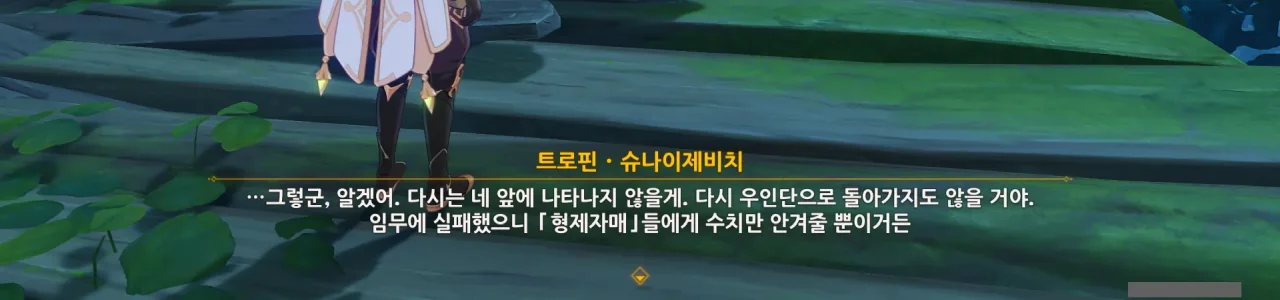 트로핀 · 슈나이제비치
…그렇군, 알겠어. 다시는 네 앞에 나타나지 않을게. 다시 우인단으로 돌아가지도 않을 거야.
임무에 실패했으니 「형제자매」들에게 수치만 안겨줄 뿐이거든